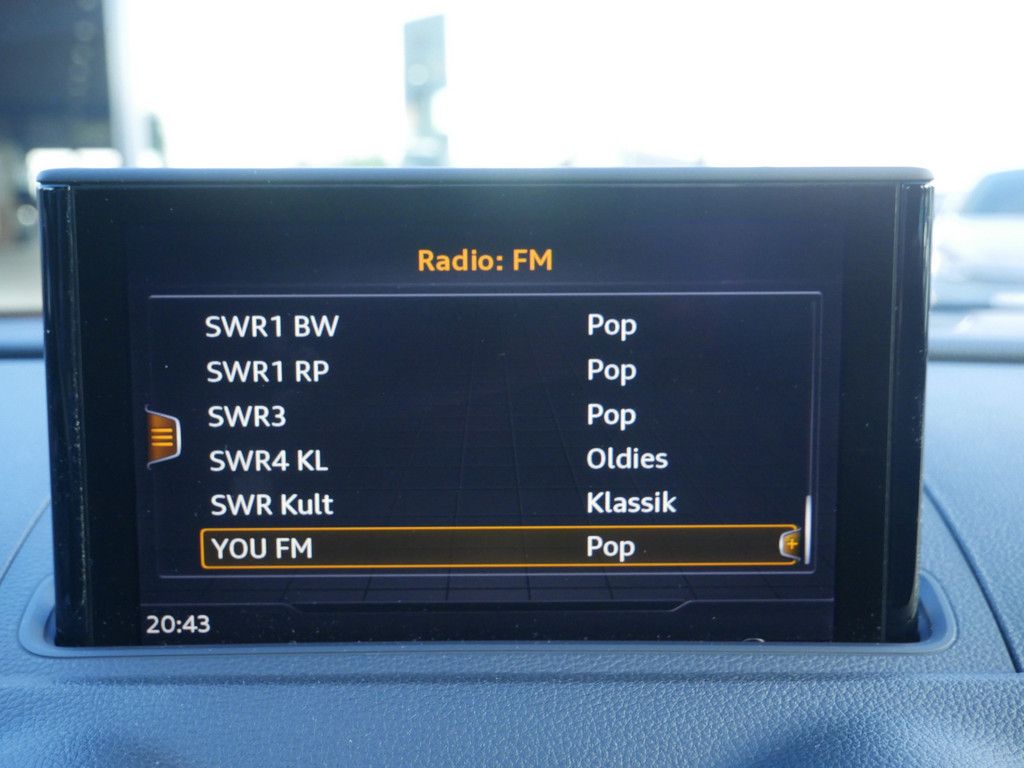 Radio: FM
SWR1 BW Pop
SWR1 RP Pop
SWR3 Pop
SWR4 KL Oldies
SWR Kult Klassik
YOU FM Pop
20:43